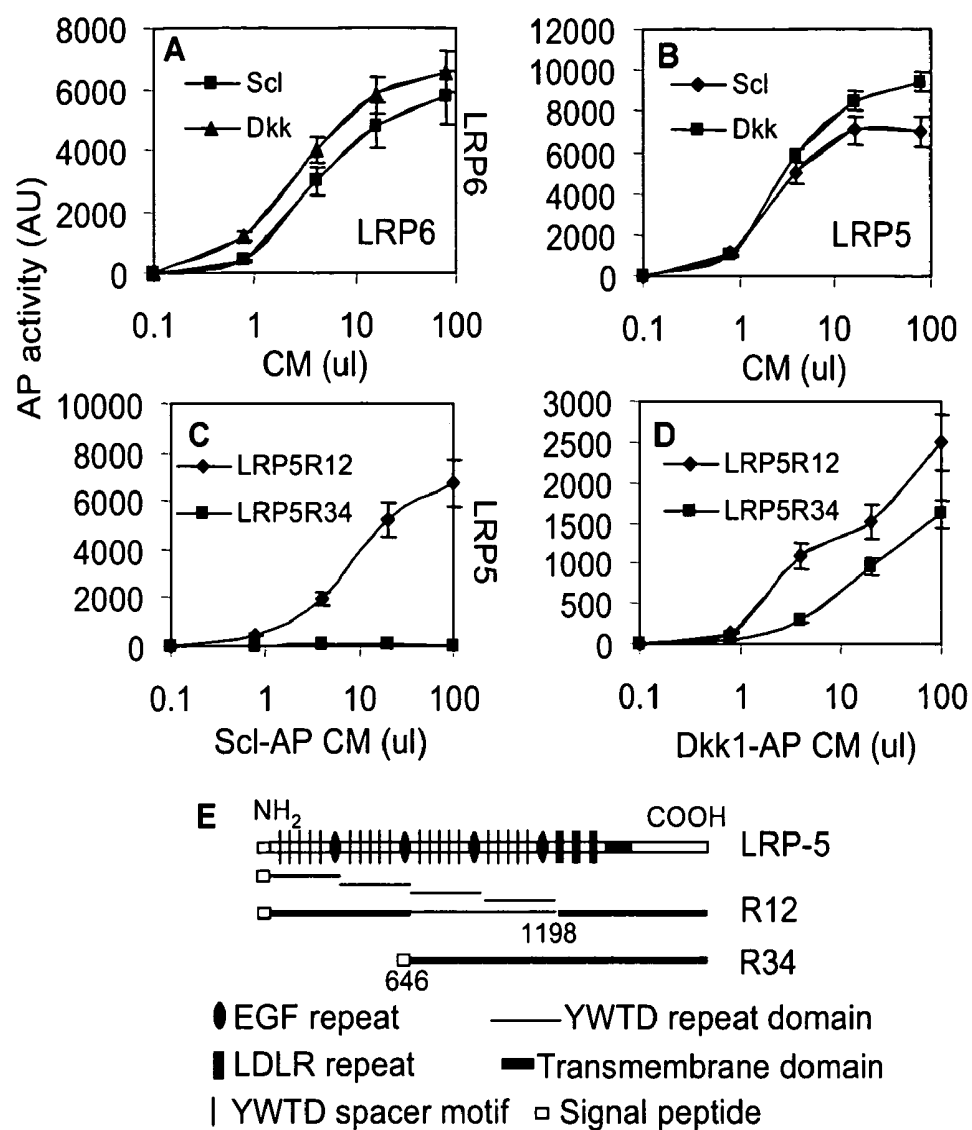 A
8000
6000
4000
2000
0
Scl
Dkk
LRP6
0.1 1 10 100
CM (ul)
AP activity (AU)
LRP6
B
12000
10000
8000
6000
4000
2000
0
Scl
Dkk
LRP5
0.1 1 10 100
CM (ul)
C
10000
8000
6000
4000
2000
0
LRP5R12
LRP5R34
0.1 1 10 100
Scl-AP CM (ul)
LRP5
D
3000
2500
2000
1500
1000
500
0
LRP5R12
LRP5R34
0.1 1 10 100
Dkk1-AP CM (ul)
E
NH2 COOH
LRP-5
R12
1198
R34
646
EGF repeat YWTD repeat domain
LDLR repeat Transmembrane domain
YWTD spacer motif Signal peptide